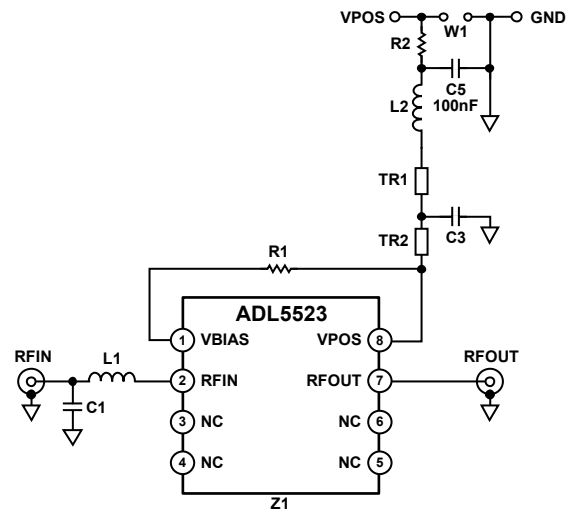 VPOS W1 GND
R2
C5
100nF
L2
TR1
C3
TR2
R1
ADL5523
1 VBIAS VPOS 8
RFIN L1 2 RFIN RFOUT 7 RFOUT
C1
3 NC NC 6
4 NC NC 5
Z1